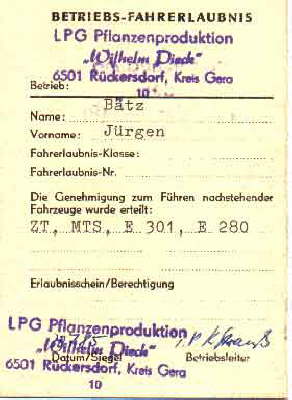 BETRIEBS-FAHRERLAUBNIS
LPG Pflanzenproduktion
„Wilhelm Pieck"
6501 Rückersdorf, Kreis Gera
10
Betrieb:
Name: Bätz
Vorname: Jürgen
Fahrerlaubnis-Klasse:
Fahrerlaubnis-Nr.
Die Genehmigung zum Führen nachstehender
Fahrzeuge wurde erteilt:
ZT, MTS, E 301, E 280
Erlaubnisschein/Berechtigung
LPG Pflanzenproduktion
„Wilhelm Pieck"
Datum/Siegel Betriebsleiter
6501 Rückersdorf, Kreis Gera
10